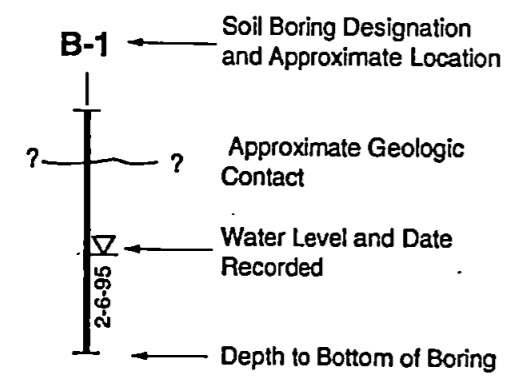 B-1
Soil Boring Designation
and Approximate Location
? ?
Approximate Geologic
Contact
Water Level and Date
Recorded
2-6-95
Depth to Bottom of Boring